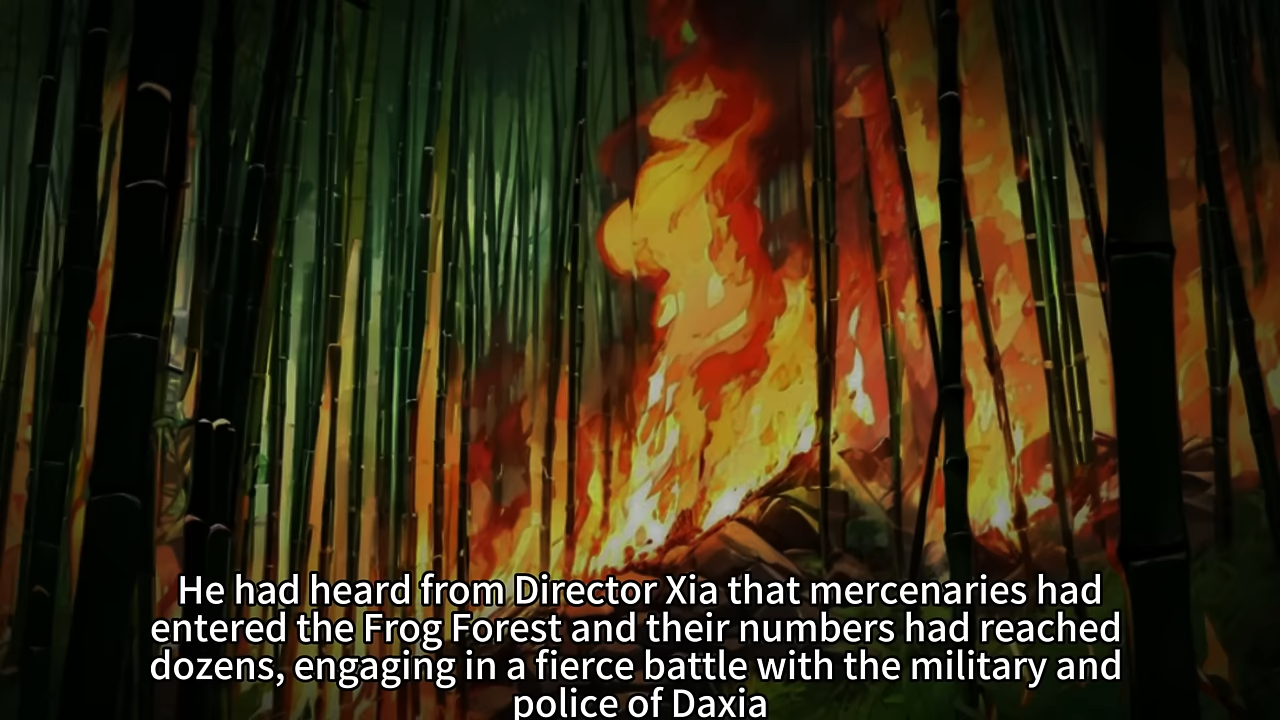 He had heard from Director Xia that mercenaries had
entered the Frog Forest and their numbers had reached
dozens, engaging in a fierce battle with the military and
police of Daxia